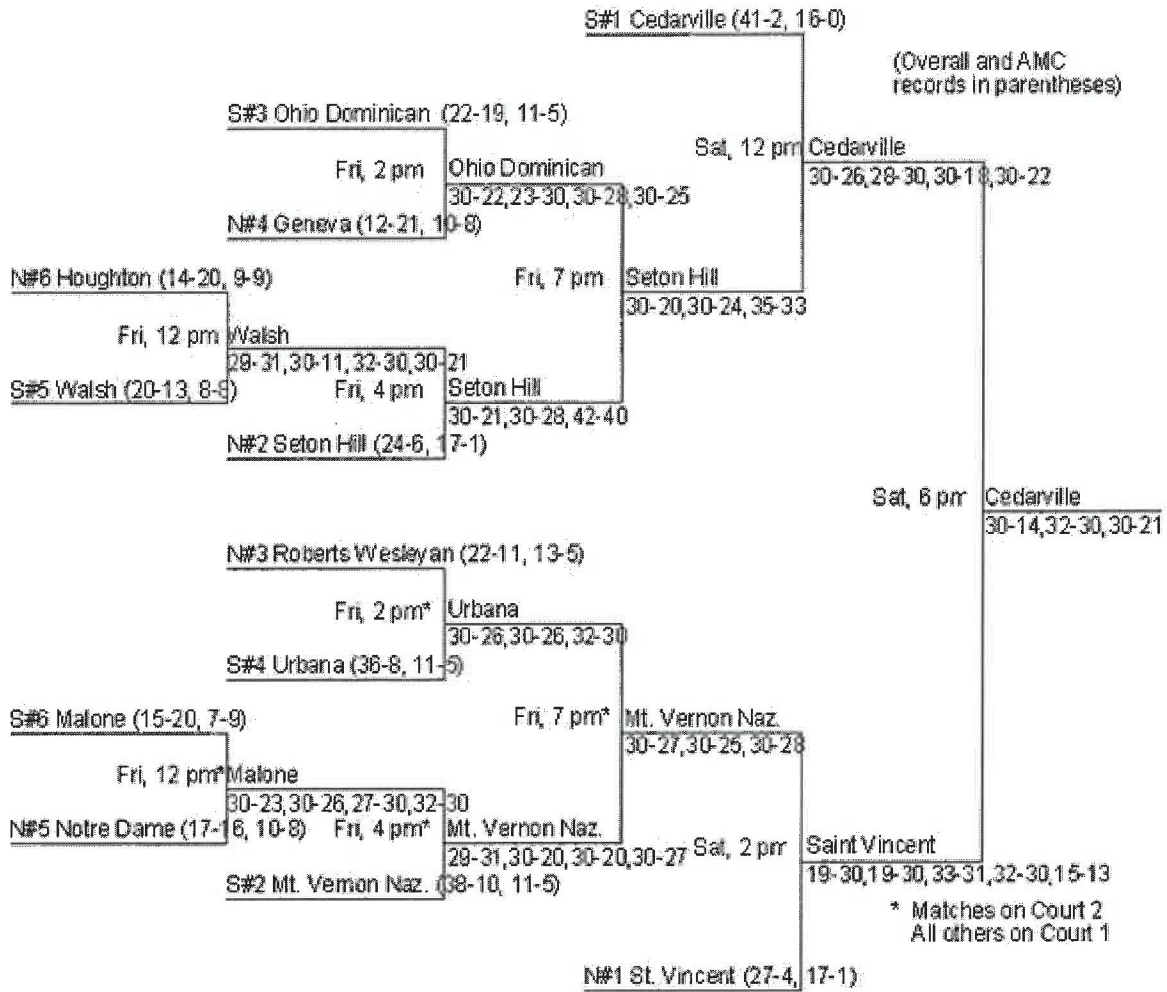 S#1 Cedarville (41-2, 16-0)
(Overall and AMC
records in parentheses)
S#3 Ohio Dominican (22-19, 11-5)
Sat, 12 pm Cedarville
30-26,28-30,30-18,30-22
Fri, 2 pm Ohio Dominican
30-22,23-30,30-28,30-25
N#4 Geneva (12-21, 10-8)
N#6 Houghton (14-20, 9-9)
Fri, 7 pm Seton Hill
30-20,30-24,35-33
Fri, 12 pm Walsh
29-31,30-11,32-30,30-21
S#5 Walsh (20-13, 8-8)
Fri, 4 pm Seton Hill
30-21,30-28,42-40
N#2 Seton Hill (24-6, 17-1)
Sat, 6 pm Cedarville
30-14,32-30,30-21
N#3 Roberts Wesleyan (22-11, 13-5)
Fri, 2 pm* Urbana
30-26,30-26,32-30
S#4 Urbana (36-8, 11-5)
S#6 Malone (15-20, 7-9)
Fri, 7 pm* Mt. Vernon Naz.
30-27,30-25,30-28
Fri, 12 pm* Malone
30-23,30-26,27-30,32-30
N#5 Notre Dame (17-16, 10-8)
Fri, 4 pm* Mt. Vernon Naz.
29-31,30-20,30-20,30-27
Sat, 2 pm Saint Vincent
19-30,19-30,33-31,32-30,15-13
S#2 Mt. Vernon Naz. (38-10, 11-5)
* Matches on Court 2
All others on Court 1
N#1 St. Vincent (27-4, 17-1)